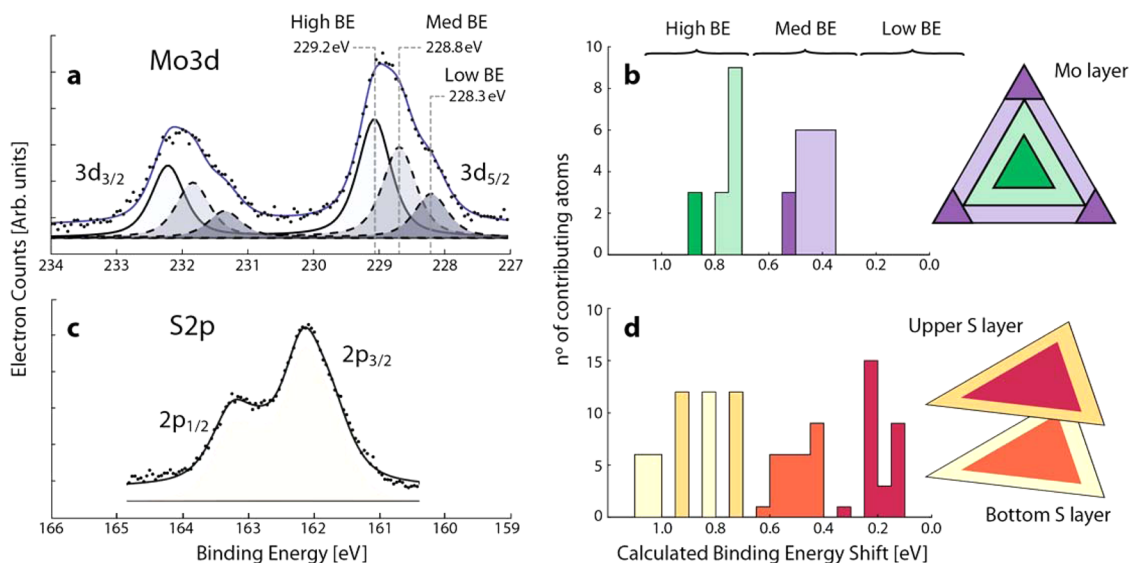 High BE
229.2 eV
Med BE
228.8 eV
Low BE
228.3 eV
a
Mo3d
3d3/2
3d5/2
234 233 232 231 230 229 228 227
Electron Counts [Arb. units]
c
S2p
2p1/2
2p3/2
166 165 164 163 162 161 160 159
Binding Energy [eV]
High BE Med BE Low BE
b
10
8
6
4
2
0
1.0 0.8 0.6 0.4 0.2 0.0
Mo layer
nº of contributing atoms
d
10
15
10
5
0
1.0 0.8 0.6 0.4 0.2 0.0
Calculated Binding Energy Shift [eV]
Upper S layer
Bottom S layer